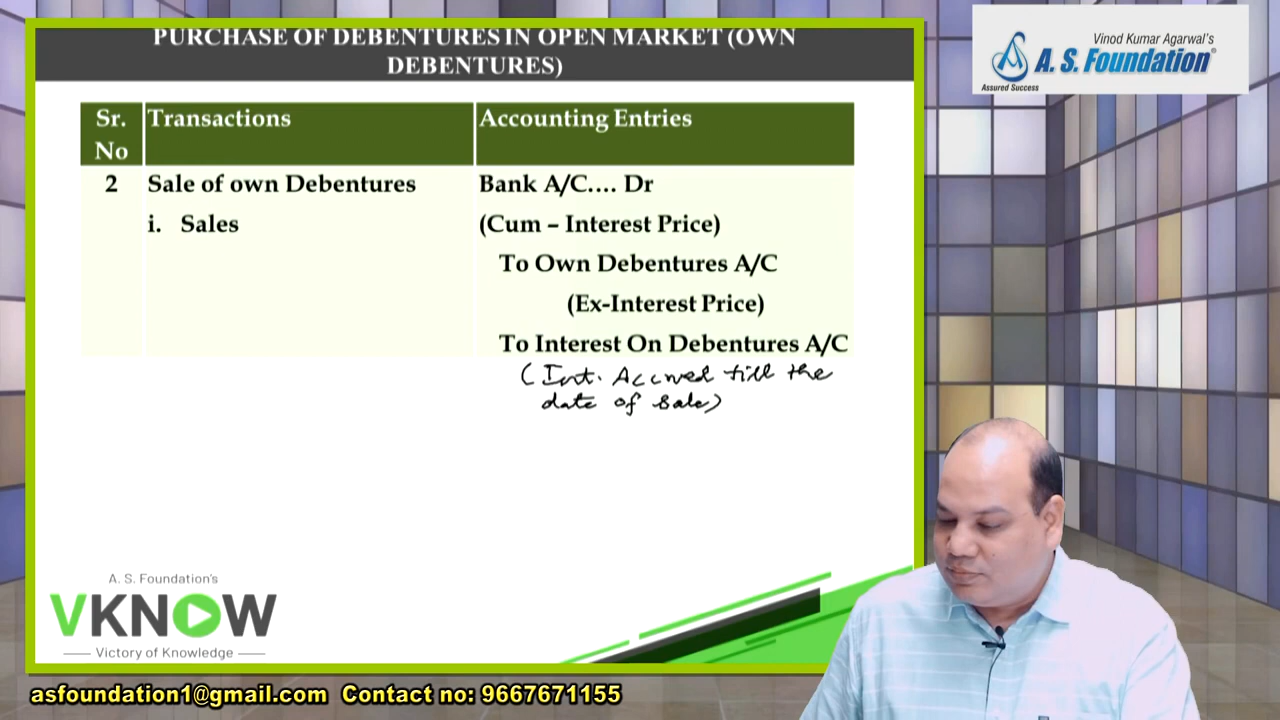 PURCHASE OF DEBENTURES IN OPEN MARKET (OWN
DEBENTURES)
Vinod Kumar Agarwal's
A. S. Foundation®
Assured Success
Sr. No
Transactions
Accounting Entries
2
Sale of own Debentures
Bank A/C.... Dr
i. Sales
(Cum – Interest Price)
To Own Debentures A/C
(Ex-Interest Price)
To Interest On Debentures A/C
(Int. Accrued till the
date of sale)
A. S. Foundation's
VKNOW
Victory of Knowledge
asfoundation1@gmail.com Contact no: 9667671155